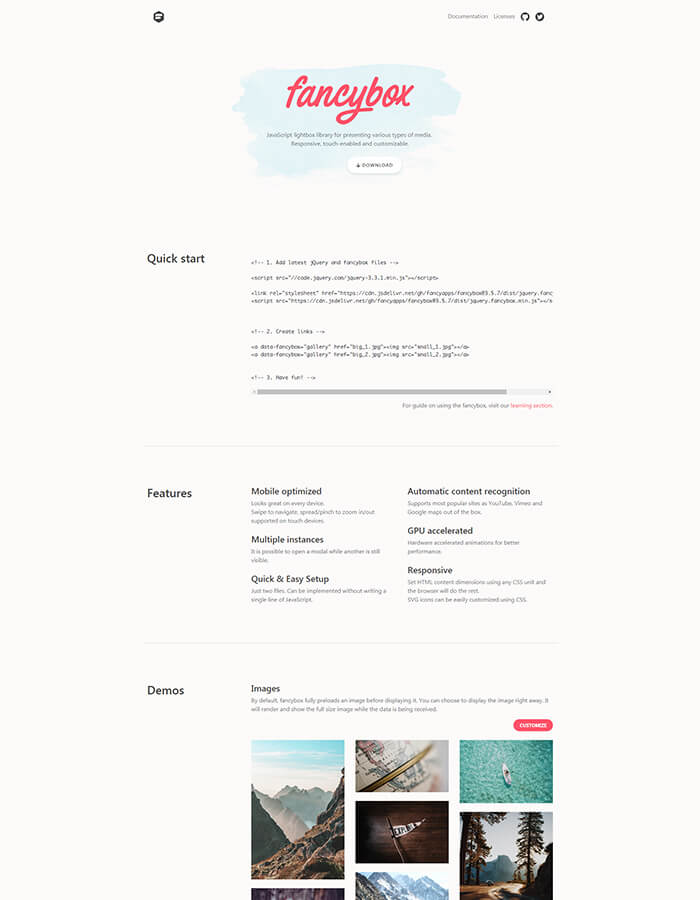 Documentation Licenses
fancybox
JavaScript lightbox library for presenting various types of media.
Responsive, touch-enabled and customizable.
DOWNLOAD
Quick start
<!-- 1. Add latest jQuery and fancybox files -->
<script src="//code.jquery.com/jquery-3.3.1.min.js"></script>
<link rel="stylesheet" href="https://cdn.jsdelivr.net/gh/fancyapps/fancybox@3.5.7/dist/jquery.fanc
<script src="https://cdn.jsdelivr.net/gh/fancyapps/fancybox@3.5.7/dist/jquery.fancybox.min.js"></s
<!-- 2. Create links -->
<a data-fancybox="gallery" href="big_1.jpg"><img src="small_1.jpg"></a>
<a data-fancybox="gallery" href="big_2.jpg"><img src="small_2.jpg"></a>
<!-- 3. Have fun! -->
For guide on using the fancybox, visit our learning section.
Features
Mobile optimized
Looks great on every device.
Swipe to navigate, spread/pinch to zoom in/out
supported on touch devices.
Multiple instances
It is possible to open a modal while another is still
visible.
Quick & Easy Setup
Just two files. Can be implemented without writing a
single line of JavaScript.
Automatic content recognition
Supports most popular sites as YouTube, Vimeo and
Google maps out of the box.
GPU accelerated
Hardware accelerated animations for better
performance.
Responsive
Set HTML content dimensions using any CSS unit and
the browser will do the rest.
SVG icons can be easily customized using CSS.
Demos
Images
By default, fancybox fully preloads an image before displaying it. You can choose to display the image right away. It
will render and show the full size image while the data is being received.
CUSTOMIZE
EXPLORE